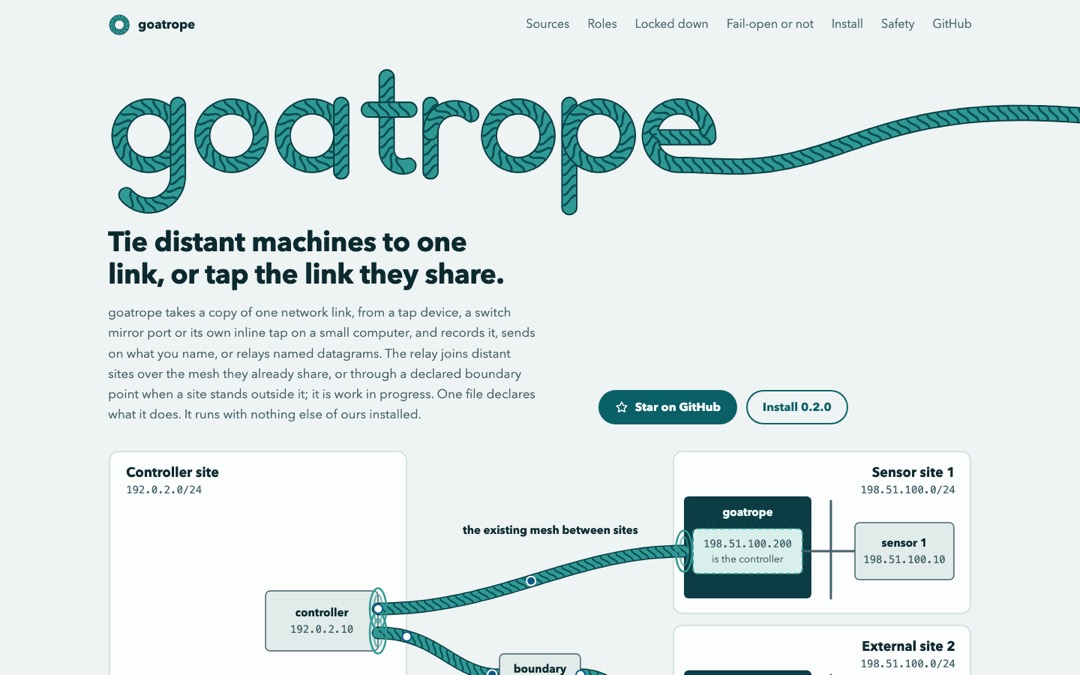 goatrope
Sources Roles Locked down Fail-open or not Install Safety GitHub
goatrope
Tie distant machines to one
link, or tap the link they share.
goatrope takes a copy of one network link, from a tap device, a switch
mirror port or its own inline tap on a small computer, and records it, sends
on what you name, or relays named datagrams. The relay joins distant
sites over the mesh they already share, or through a declared boundary
point when a site stands outside it; it is work in progress. One file declares
what it does. It runs with nothing else of ours installed.
Star on GitHub
Install 0.2.0
Controller site
192.0.2.0/24
the existing mesh between sites
controller
192.0.2.10
boundary
Sensor site 1
198.51.100.0/24
goatrope
198.51.100.200
is the controller
sensor 1
198.51.100.10
External site 2
198.51.100.0/24